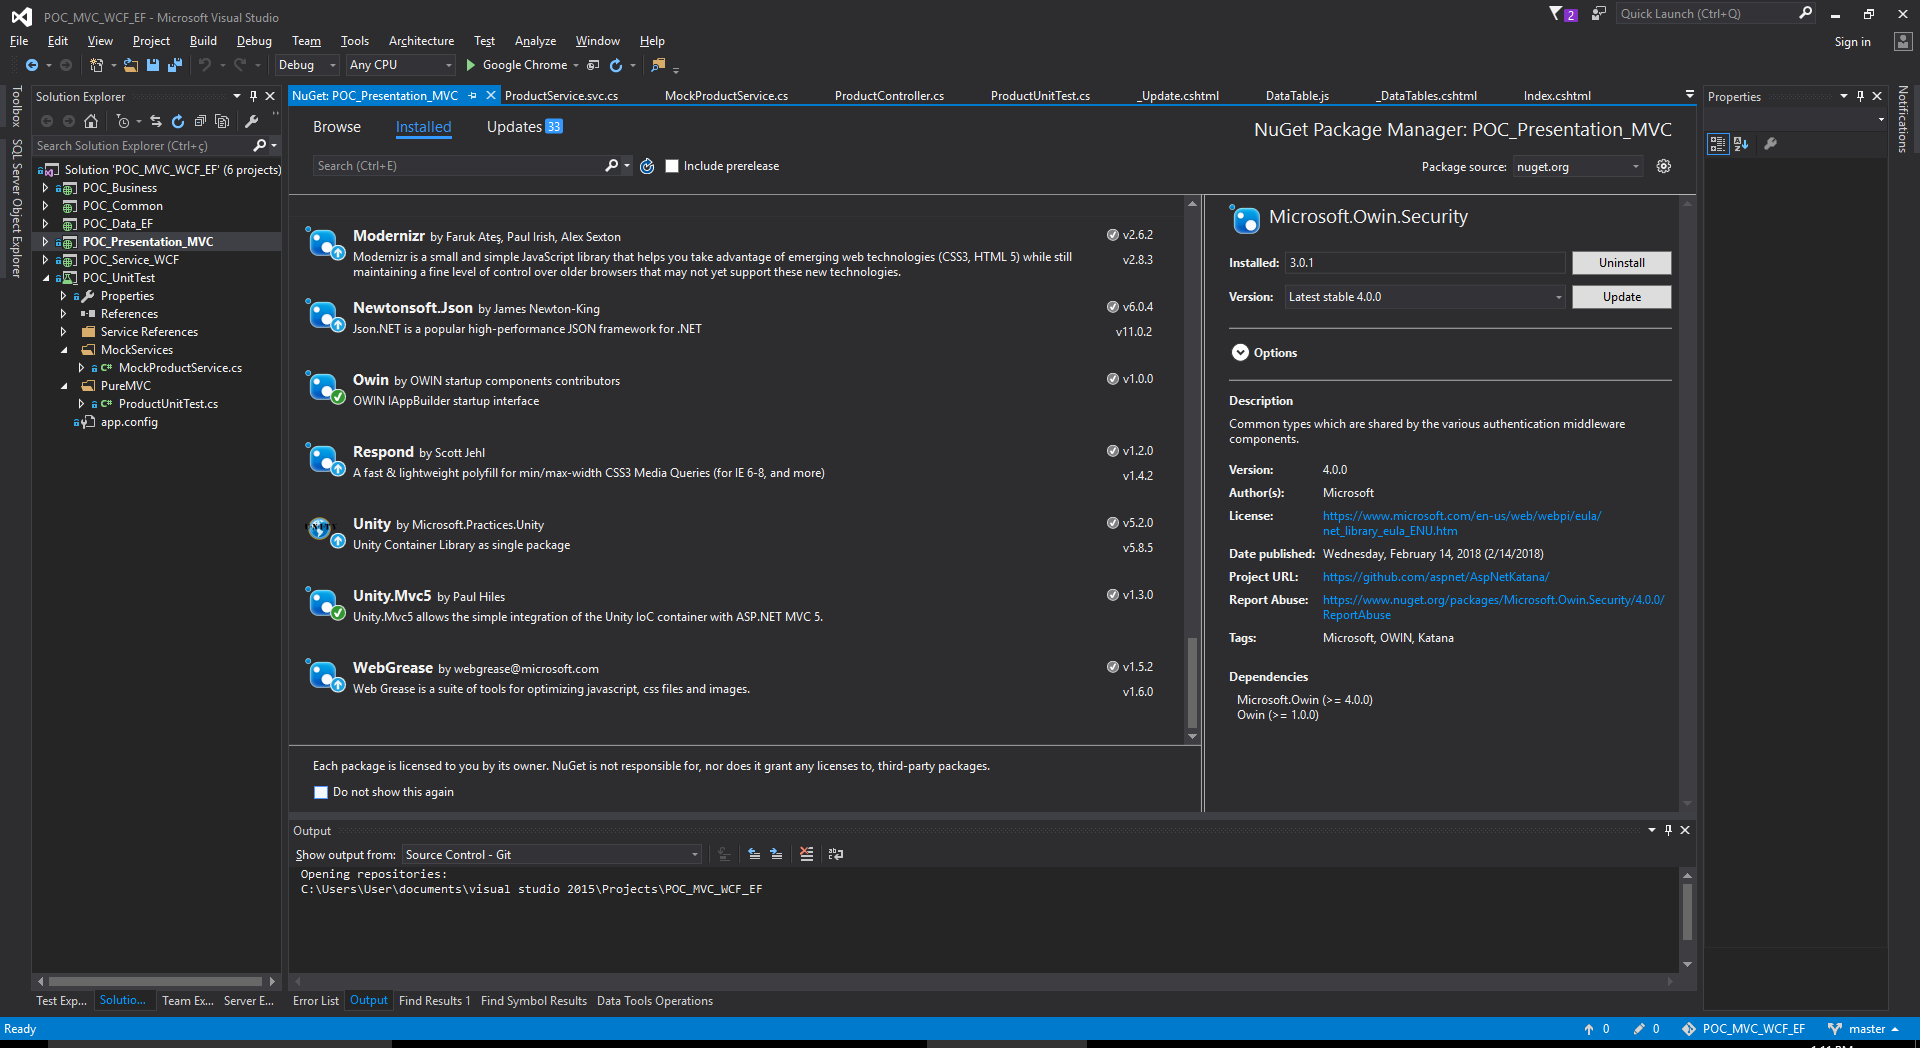 POC_MVC_WCF_EF - Microsoft Visual Studio
2
Quick Launch (Ctrl+Q)
File Edit View Project Build Debug Team Tools Architecture Test Analyze Window Help
Sign in
Debug Any CPU Google Chrome
Toolbox
SQL Server Object Explorer
Solution Explorer
Search Solution Explorer (Ctrl+ç)
Solution 'POC_MVC_WCF_EF' (6 projects)
POC_Business
POC_Common
POC_Data_EF
POC_Presentation_MVC
POC_Service_WCF
POC_UnitTest
Properties
References
Service References
MockServices
C# MockProductService.cs
PureMVC
C# ProductUnitTest.cs
app.config
Test Exp... Solutio... Team Ex... Server E...
NuGet: POC_Presentation_MVC ProductService.svc.cs MockProductService.cs ProductController.cs ProductUnitTest.cs _Update.cshtml DataTable.js _DataTables.cshtml Index.cshtml
Browse Installed Updates 33
NuGet Package Manager: POC_Presentation_MVC
Search (Ctrl+E) Include prerelease
Package source: nuget.org
Modernizr by Faruk Ateş, Paul Irish, Alex Sexton v2.6.2
Modernizr is a small and simple JavaScript library that helps you take advantage of emerging web technologies (CSS3, HTML 5) while still v2.8.3
maintaining a fine level of control over older browsers that may not yet support these new technologies.
Newtonsoft.Json by James Newton-King v6.0.4
Json.NET is a popular high-performance JSON framework for .NET v11.0.2
Owin by OWIN startup components contributors v1.0.0
OWIN IAppBuilder startup interface
Respond by Scott Jehl v1.2.0
A fast & lightweight polyfill for min/max-width CSS3 Media Queries (for IE 6-8, and more) v1.4.2
Unity by Microsoft.Practices.Unity v5.2.0
Unity Container Library as single package v5.8.5
Unity.Mvc5 by Paul Hiles v1.3.0
Unity.Mvc5 allows the simple integration of the Unity IoC container with ASP.NET MVC 5.
WebGrease by webgrease@microsoft.com v1.5.2
Web Grease is a suite of tools for optimizing javascript, css files and images. v1.6.0
Each package is licensed to you by its owner. NuGet is not responsible for, nor does it grant any licenses to, third-party packages.
Do not show this again
Microsoft.Owin.Security
Installed: 3.0.1 Uninstall
Version: Latest stable 4.0.0 Update
Options
Description
Common types which are shared by the various authentication middleware
components.
Version: 4.0.0
Author(s): Microsoft
License: https://www.microsoft.com/en-us/web/webpi/eula/
net_library_eula_ENU.htm
Date published: Wednesday, February 14, 2018 (2/14/2018)
Project URL: https://github.com/aspnet/AspNetKatana/
Report Abuse: https://www.nuget.org/packages/Microsoft.Owin.Security/4.0.0/
ReportAbuse
Tags: Microsoft, OWIN, Katana
Dependencies
Microsoft.Owin (>= 4.0.0)
Owin (>= 1.0.0)
Properties
Notifications
Output
Show output from: Source Control - Git
Opening repositories:
C:\Users\User\documents\visual studio 2015\Projects\POC_MVC_WCF_EF
Error List Output Find Results 1 Find Symbol Results Data Tools Operations
Ready
0 0 POC_MVC_WCF_EF master